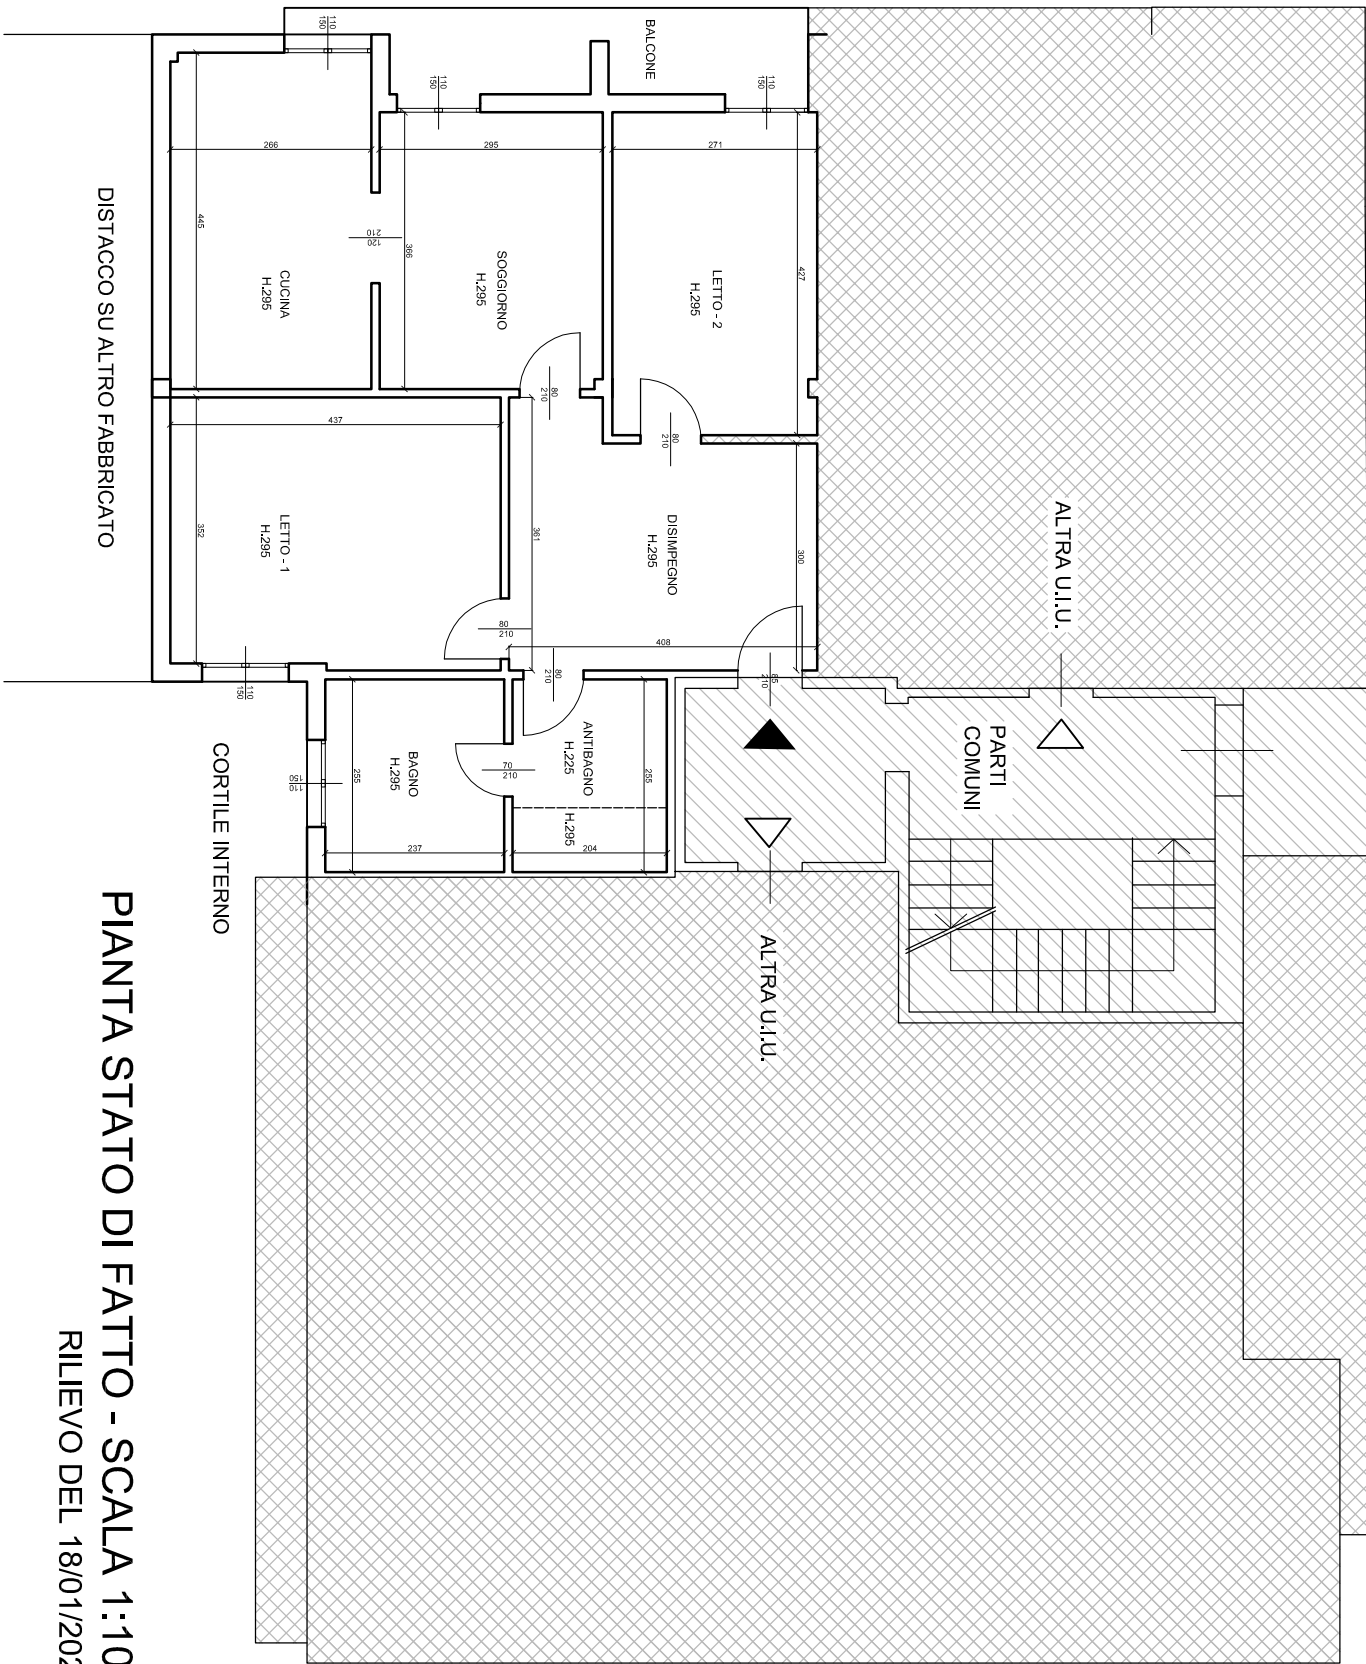 BALCONE
110
150
110
150
110
150
266
295
271
445
366
427
210
120
CUCINA
H.295
SOGGIORNO
H.295
LETTO - 2
H.295
80
210
80
210
437
352
361
300
LETTO - 1
H.295
DISIMPEGNO
H.295
80
210
408
80
210
85
210
110
150
ANTIBAGNO
H.225
H.295
BAGNO
H.295
70
210
255
255
237
204
150
110
DISTACCO SU ALTRO FABBRICATO
CORTILE INTERNO
ALTRA U.I.U.
PARTI
COMUNI
ALTRA U.I.U.
PIANTA STATO DI FATTO - SCALA 1:10
RILIEVO DEL 18/01/202